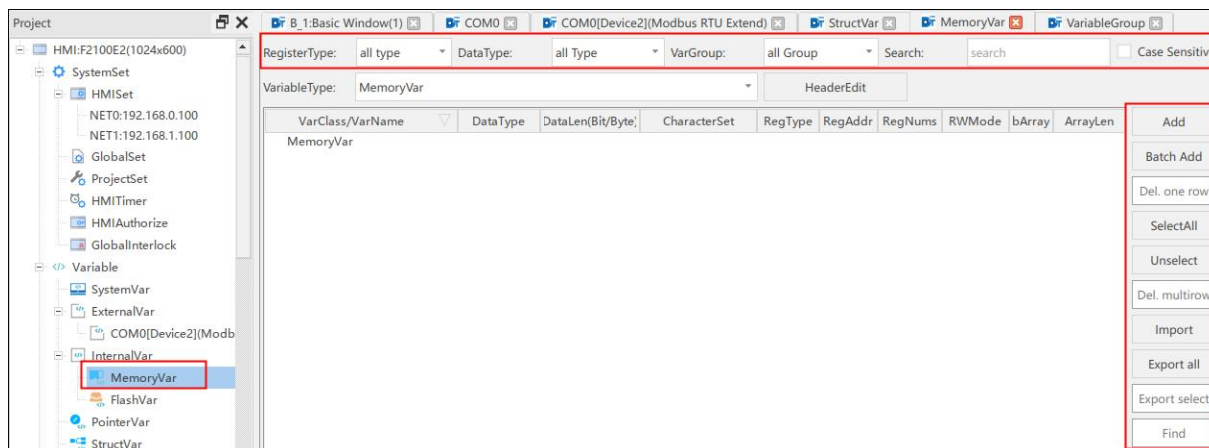 Project
B_1:Basic Window(1) COM0 COM0[Device2](Modbus RTU Extend) StructVar MemoryVar VariableGroup
HMI:F2100E2(1024x600)
SystemSet
HMISet
NET0:192.168.0.100
NET1:192.168.1.100
GlobalSet
ProjectSet
HMITimer
HMIAuthorize
GlobalInterlock
Variable
SystemVar
ExternalVar
COM0[Device2](Modb
InternalVar
MemoryVar
FlashVar
PointerVar
StructVar
RegisterType: all type DataType: all Type VarGroup: all Group Search: search Case Sensitiv
VariableType: MemoryVar HeaderEdit
VarClass/VarName DataType DataLen(Bit/Byte) CharacterSet RegType RegAddr RegNums RWMode bArray ArrayLen
MemoryVar
Add
Batch Add
Del. one row
SelectAll
Unselect
Del. multirow
Import
Export all
Export select
Find